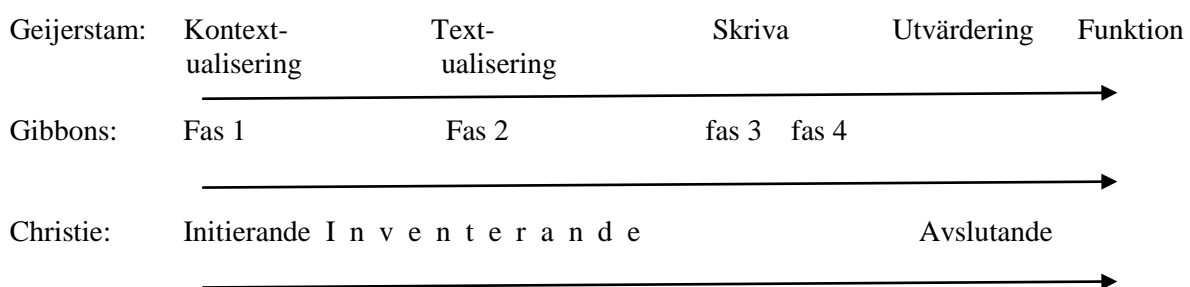 Geijerstam: Kontext- Text- Skriva Utvärdering Funktion
ualisering ualisering
Gibbons: Fas 1 Fas 2 fas 3 fas 4
Christie: Initierande I n v e n t e r a n d e Avslutande